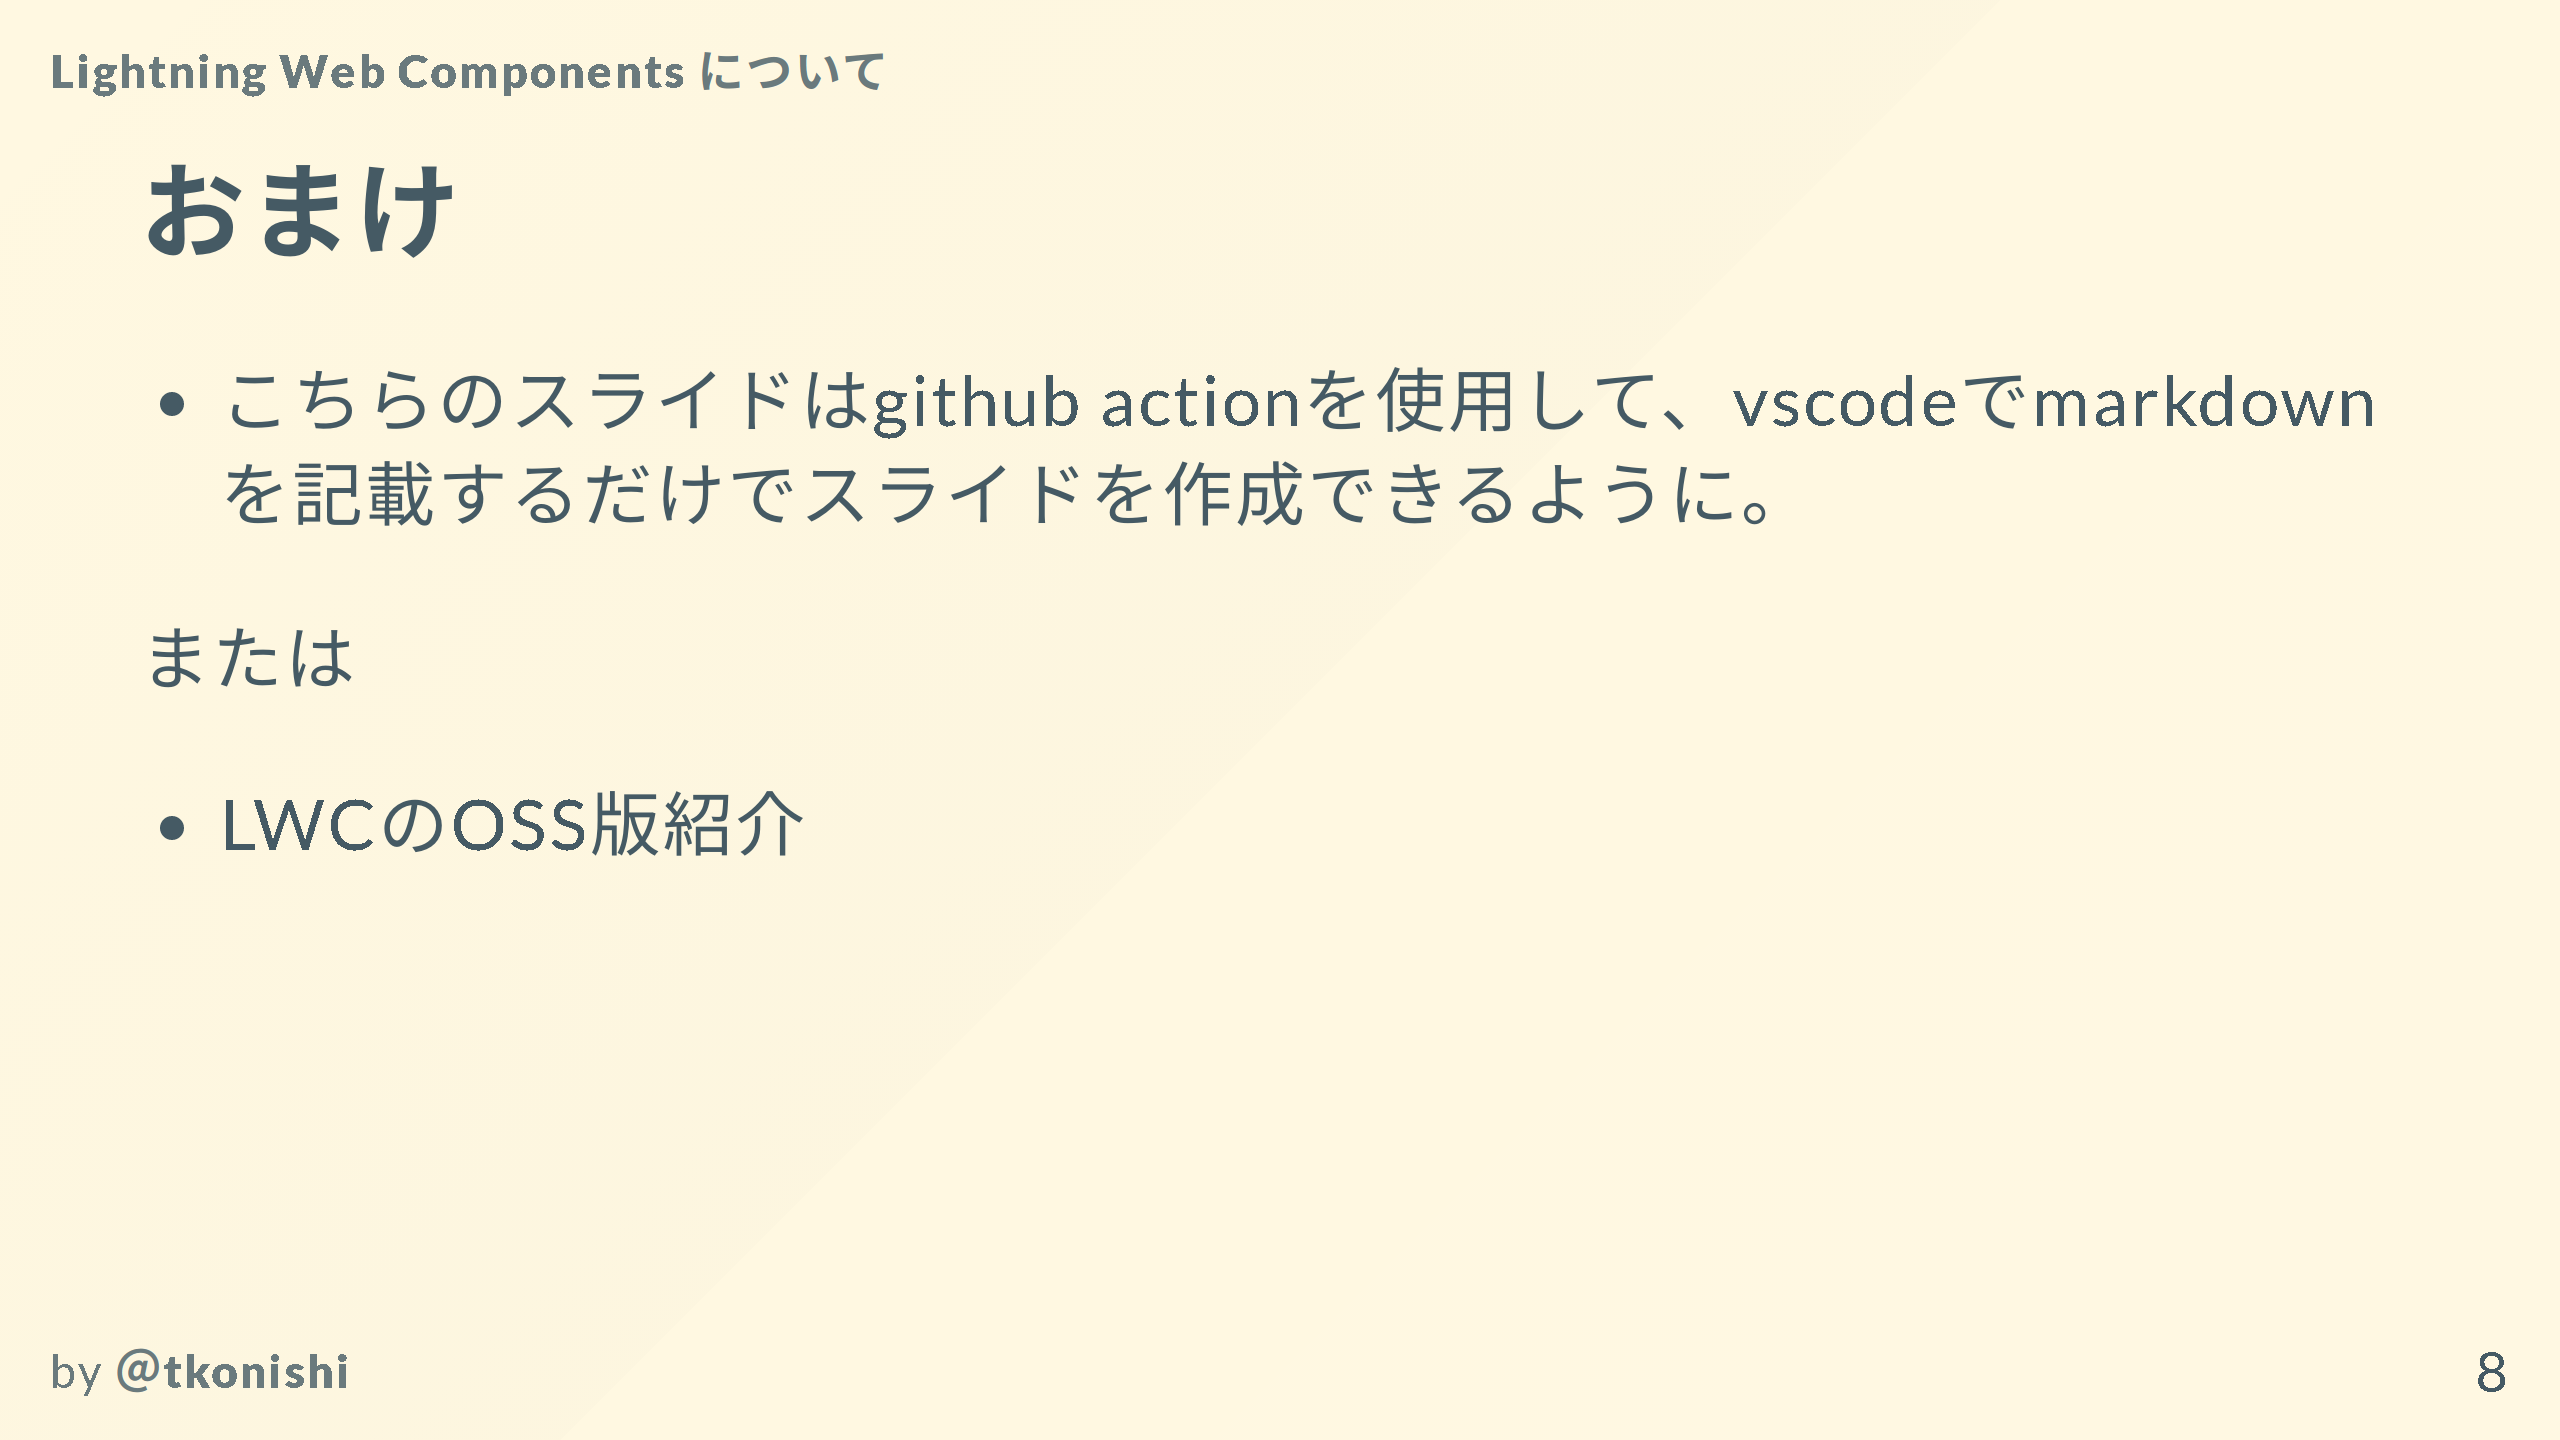 Lightning Web Components について
おまけ
• こちらのスライドはgithub actionを使用して、vscodeでmarkdown
を記載するだけでスライドを作成できるように。
または
• LWCのOSS版紹介
by @tkonishi
8